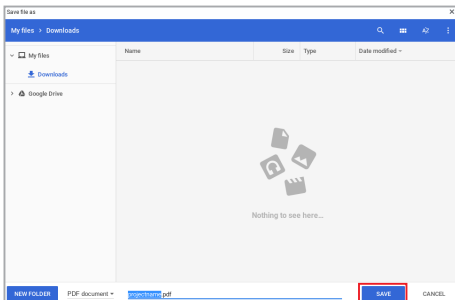 Save file as
My files > Downloads
My files
Downloads
Google Drive
Name Size Type Date modified
Nothing to see here...
NEW FOLDER PDF document projectname.pdf SAVE CANCEL